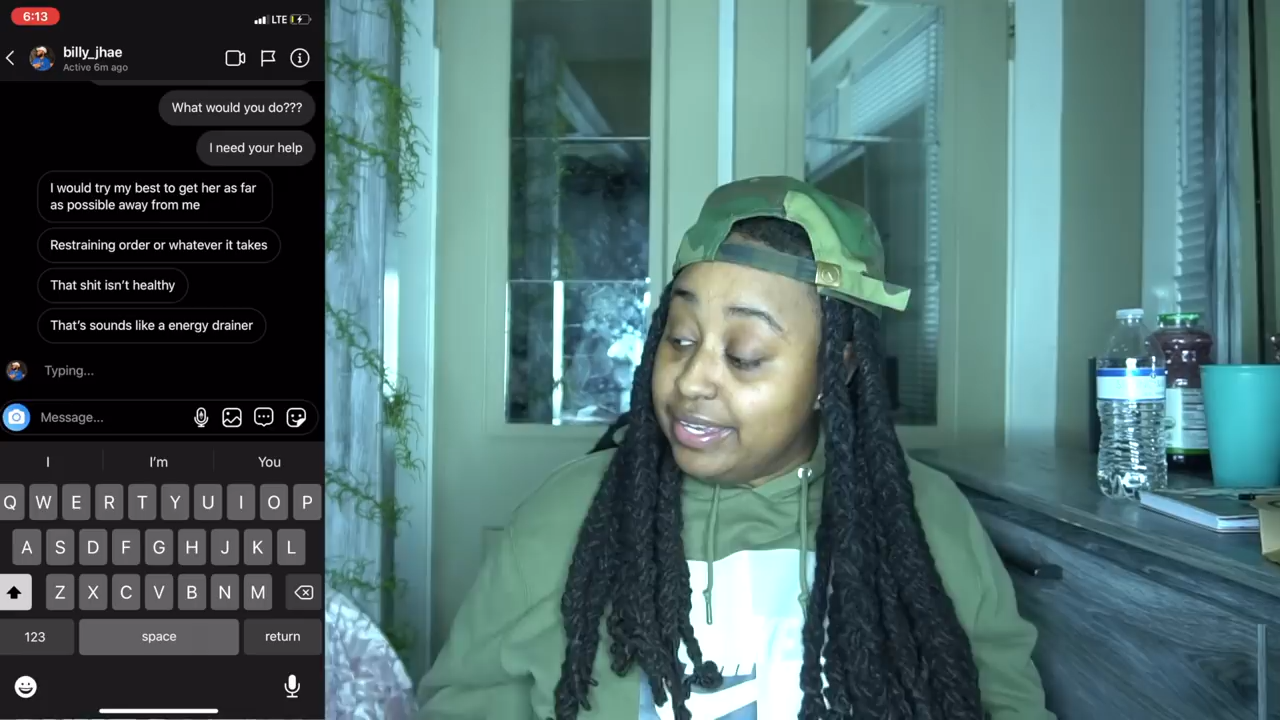 6:13
LTE
billy_jhae
Active 6m ago
What would you do???
I need your help
I would try my best to get her as far
as possible away from me
Restraining order or whatever it takes
That shit isn't healthy
That's sounds like a energy drainer
Typing...
Message...
I I'm You
Q W E R T Y U I O P
A S D F G H J K L
Z X C V B N M
123 space return